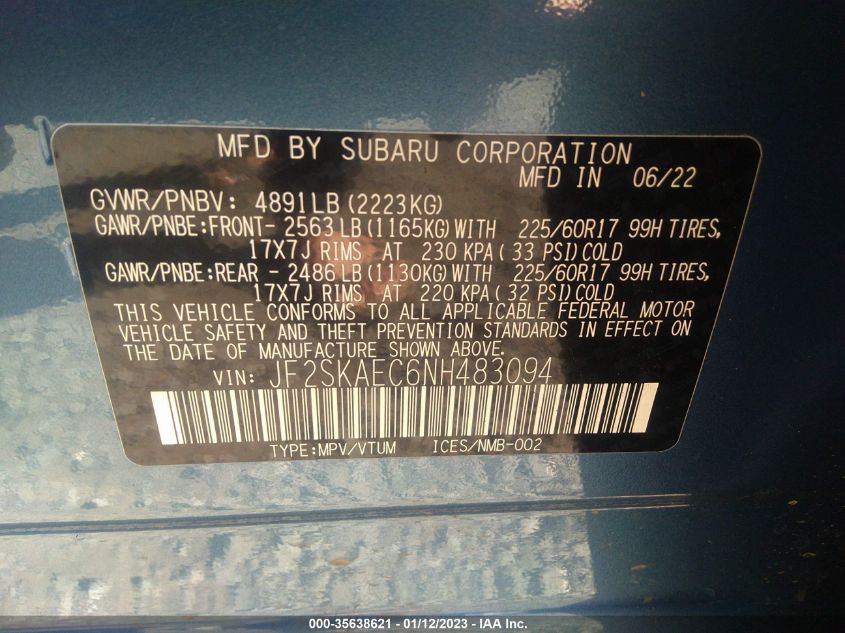 MFD BY SUBARU CORPORATION
MFD IN 06/22
GVWR/PNBV: 4891LB (2223KG)
GAWR/PNBE:FRONT- 2563LB(1165KG)WITH 225/60R17 99H TIRES,
17X7J RIMS AT 230 KPA (33 PSI)COLD
GAWR/PNBE:REAR - 2486LB(1130KG)WITH 225/60R17 99H TIRES,
17X7J RIMS AT 220 KPA (32 PSI)COLD
THIS VEHICLE CONFORMS TO ALL APPLICABLE FEDERAL MOTOR
VEHICLE SAFETY AND THEFT PREVENTION STANDARDS IN EFFECT ON
THE DATE OF MANUFACTURE SHOWN ABOVE.
VIN: JF2SKAEC6NH483094
TYPE:MPV/VTUM ICES/NMB-002
000-35638621 - 01/12/2023 - IAA Inc.